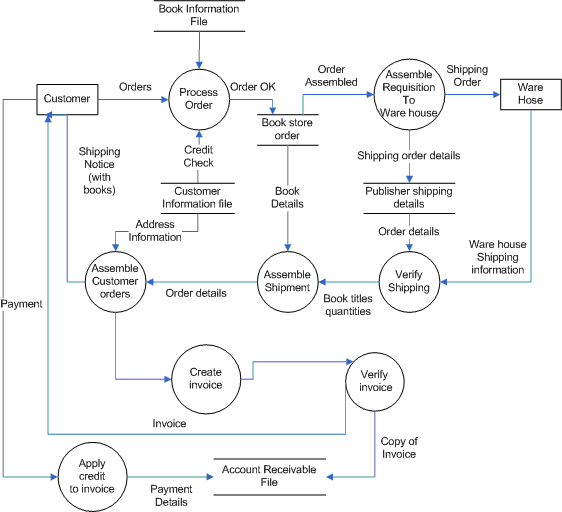 Book Information
File
Orders
Process
Order
Order OK
Order
Assembled
Assemble
Requisition
To
Ware house
Shipping
Order
Ware
Hose
Customer
Book store
order
Shipping
Notice
(with
books)
Credit
Check
Shipping order details
Customer
Information file
Book
Details
Publisher shipping
details
Address
Information
Order details
Ware house
Shipping
information
Assemble
Customer
orders
Order details
Assemble
Shipment
Book titles
quantities
Verify
Shipping
Payment
Create
invoice
Verify
invoice
Invoice
Copy of
Invoice
Apply
credit
to invoice
Payment
Details
Account Receivable
File